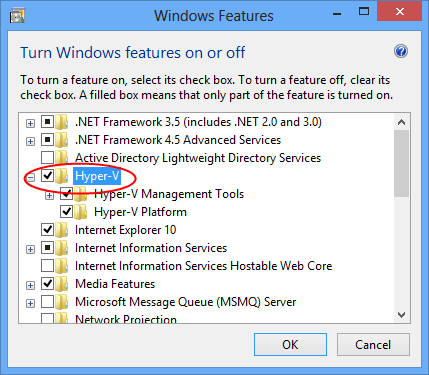 Windows Features
Turn Windows features on or off
To turn a feature on, select its check box. To turn a feature off, clear its
check box. A filled box means that only part of the feature is turned on.
.NET Framework 3.5 (includes .NET 2.0 and 3.0)
.NET Framework 4.5 Advanced Services
Active Directory Lightweight Directory Services
Hyper-V
Hyper-V Management Tools
Hyper-V Platform
Internet Explorer 10
Internet Information Services
Internet Information Services Hostable Web Core
Media Features
Microsoft Message Queue (MSMQ) Server
Network Projection
OK
Cancel